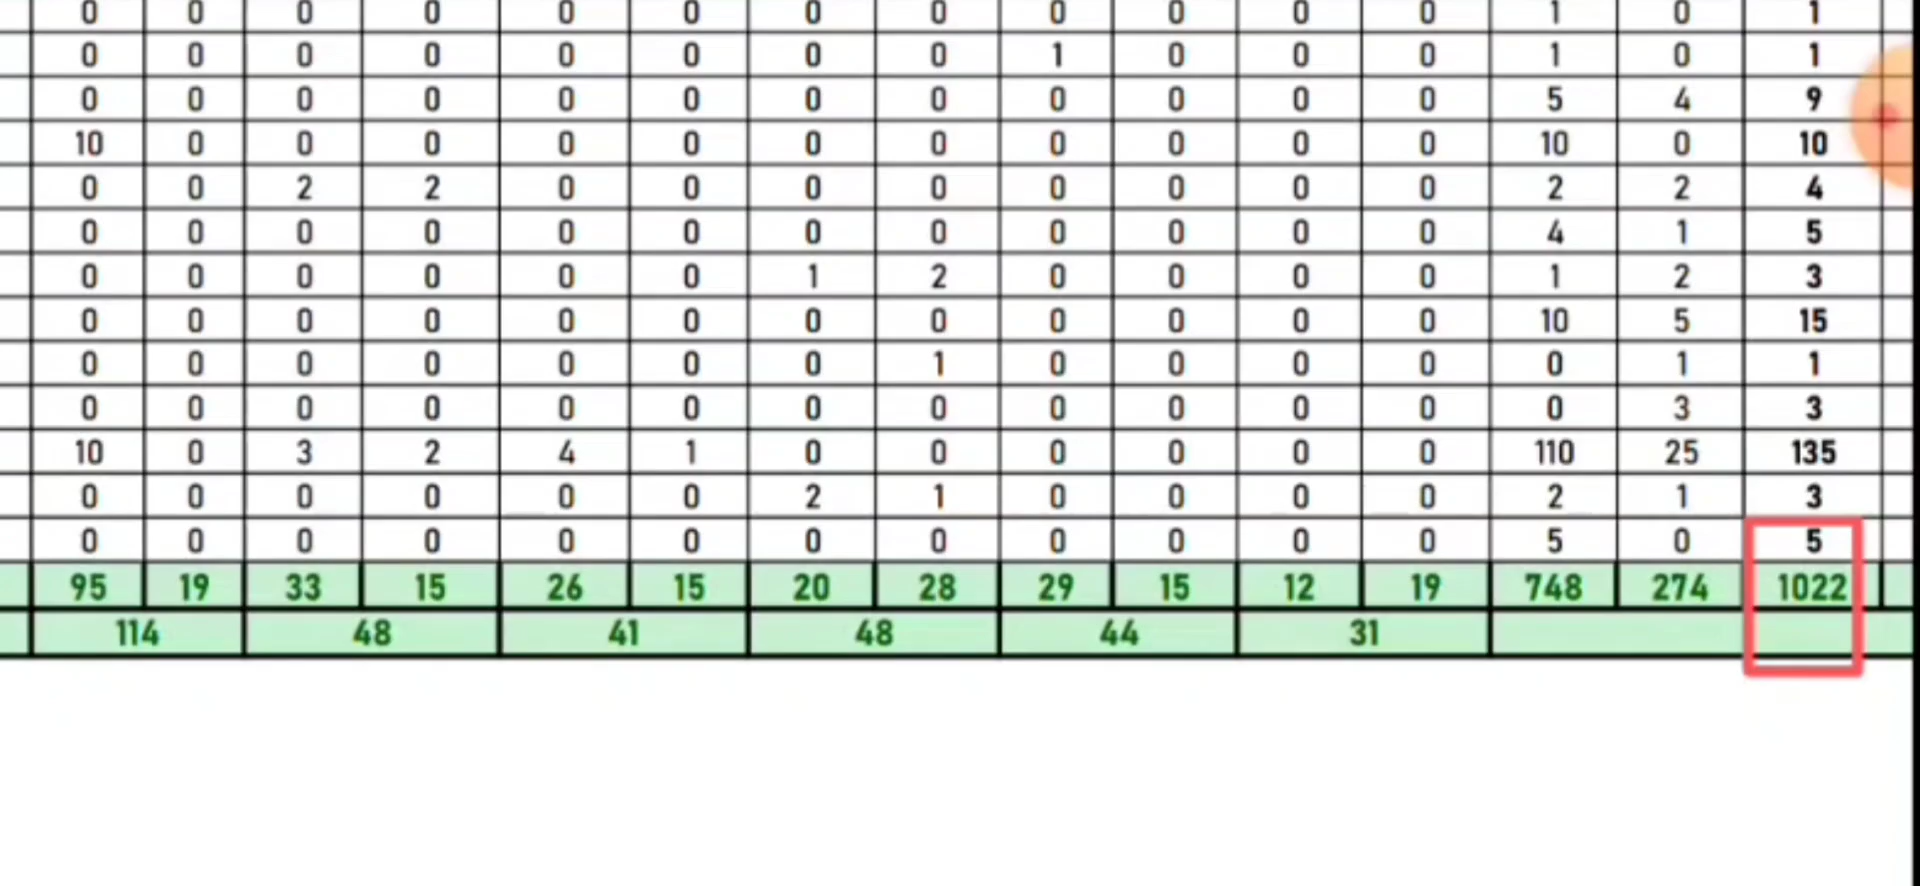 0 0 0 0 0 0 0 0 0 0 0 0 1 0 1
0 0 0 0 0 0 0 0 1 0 0 0 1 0 1
0 0 0 0 0 0 0 0 0 0 0 0 5 4 9
10 0 0 0 0 0 0 0 0 0 0 0 10 0 10
0 0 2 2 0 0 0 0 0 0 0 0 2 2 4
0 0 0 0 0 0 0 0 0 0 0 0 4 1 5
0 0 0 0 0 0 1 2 0 0 0 0 1 2 3
0 0 0 0 0 0 0 0 0 0 0 0 10 5 15
0 0 0 0 0 0 0 1 0 0 0 0 0 1 1
0 0 0 0 0 0 0 0 0 0 0 0 0 3 3
10 0 3 2 4 1 0 0 0 0 0 0 110 25 135
0 0 0 0 0 0 2 1 0 0 0 0 2 1 3
0 0 0 0 0 0 0 0 0 0 0 0 5 0 5
95 19 33 15 26 15 20 28 29 15 12 19 748 274 1022
114 48 41 48 44 31